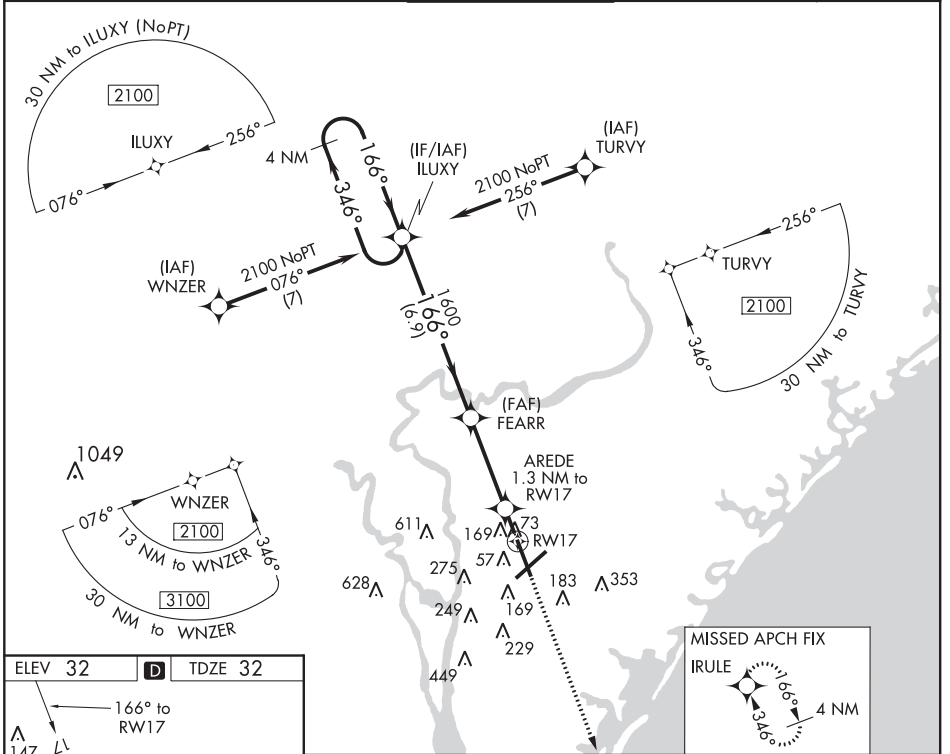 30 NM to ILUXY (NoPT)
2100
ILUXY
256°
076°
4 NM
166°
346°
(IF/IAF)
ILUXY
(IAF)
TURVY
2100 NoPT
256°
(7)
(IAF)
WNZER
2100 NoPT
076°
(7)
256°
TURVY
2100
346°
30 NM to TURVY
1600
166°
(6.9)
(FAF)
FEARR
1049
076°
WNZER
2100
13 NM to WNZER
346°
3100
30 NM to WNZER
AREDE
1.3 NM to
RW17
611
169
73
RW17
275
57
628
183
353
249
169
229
449
MISSED APCH FIX
IRULE
166°
346°
4 NM
ELEV 32
D
TDZE 32
166° to
RW17
17
147